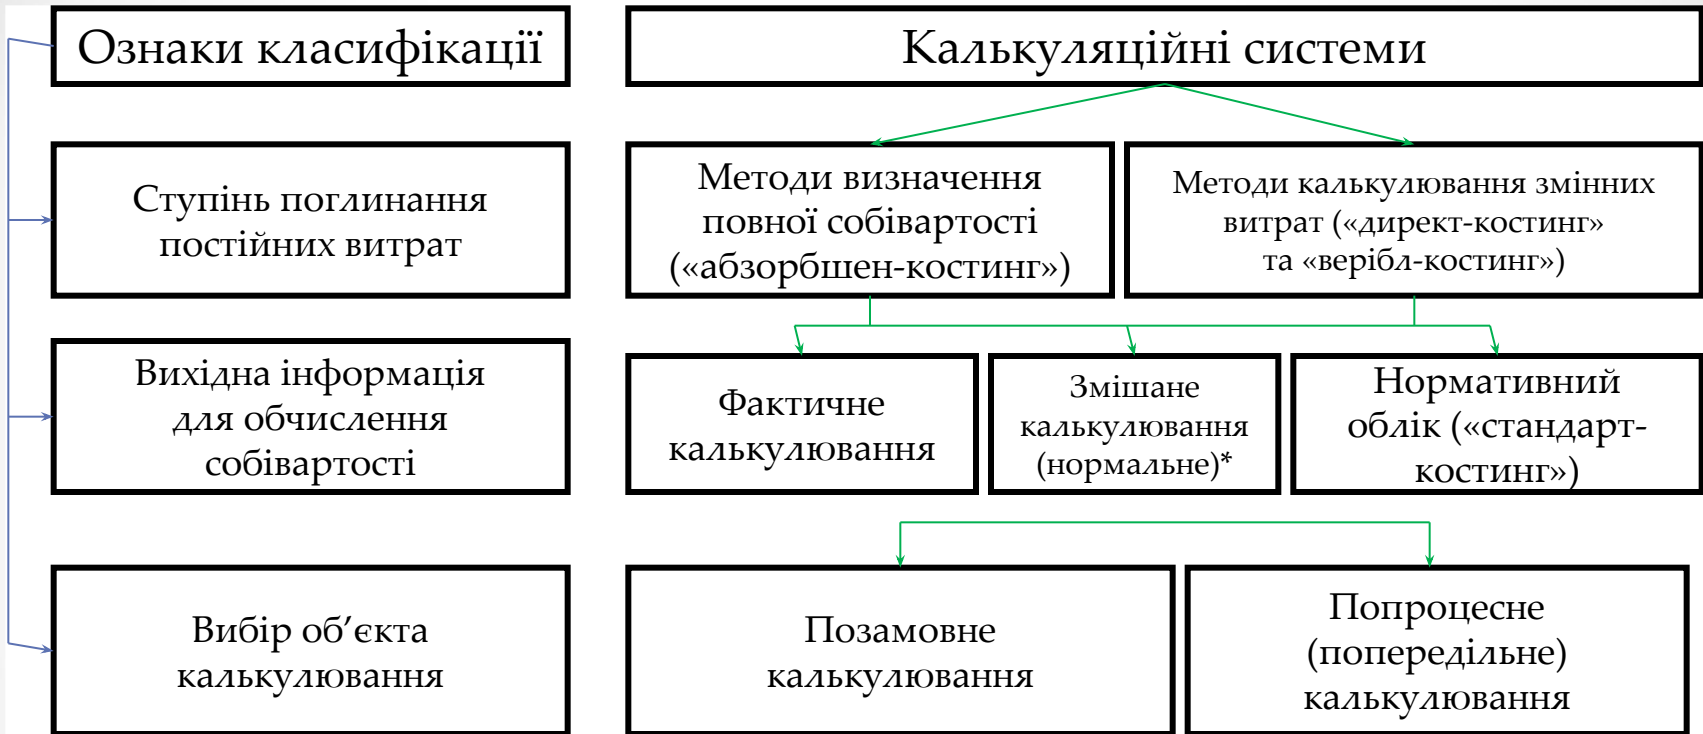 Ознаки класифікації
Калькуляційні системи
Ступінь поглинання
постійних витрат
Методи визначення
повної собівартості
(«абзорбшен-костинг»)
Методи калькулювання змінних
витрат («директ-костинг»
та «верібл-костинг»)
Вихідна інформація
для обчислення
собівартості
Фактичне
калькулювання
Змішане
калькулювання
(нормальне)*
Нормативний
облік («стандарт-
костинг»)
Вибір об’єкта
калькулювання
Позамовне
калькулювання
Попроцесне
(попередільне)
калькулювання